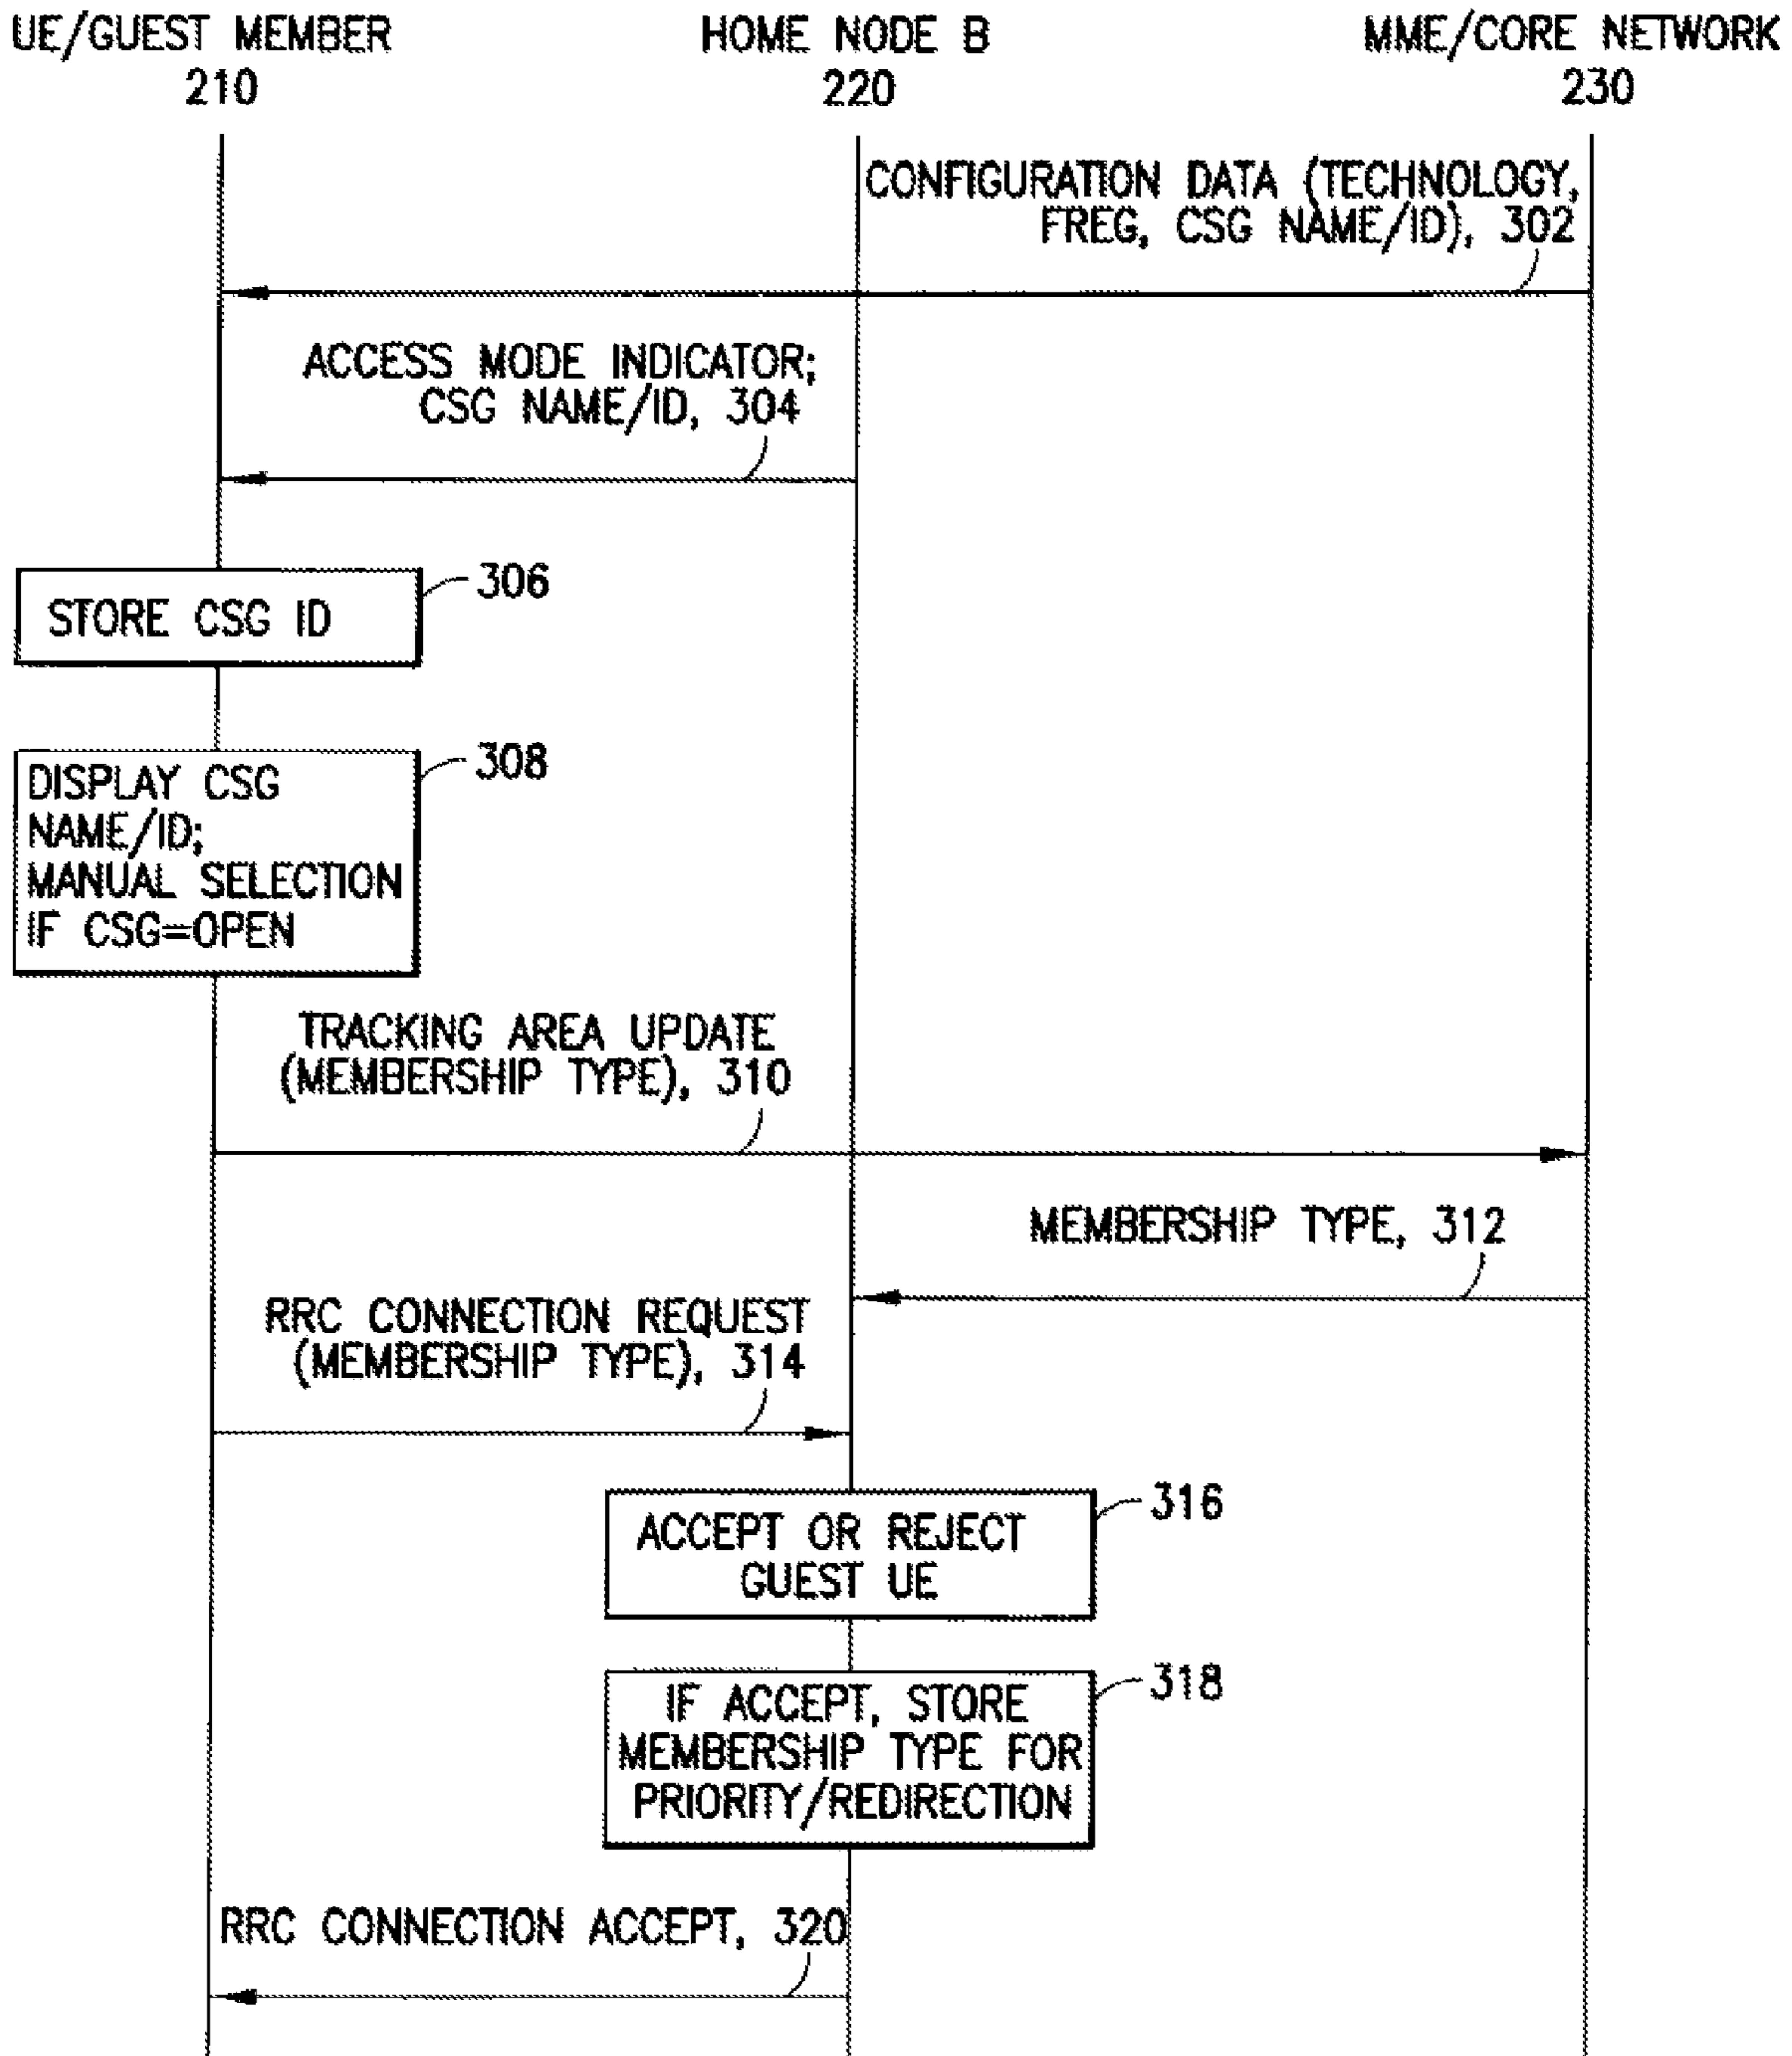 UE/GUEST MEMBER
210
HOME NODE B
220
MME/CORE NETWORK
230
CONFIGURATION DATA (TECHNOLOGY,
FREG, CSG NAME/ID), 302
ACCESS MODE INDICATOR;
CSG NAME/ID, 304
STORE CSG ID
306
DISPLAY CSG
NAME/ID;
MANUAL SELECTION
IF CSG=OPEN
308
TRACKING AREA UPDATE
(MEMBERSHIP TYPE), 310
MEMBERSHIP TYPE, 312
RRC CONNECTION REQUEST
(MEMBERSHIP TYPE), 314
ACCEPT OR REJECT
GUEST UE
316
IF ACCEPT, STORE
MEMBERSHIP TYPE FOR
PRIORITY/REDIRECTION
318
RRC CONNECTION ACCEPT, 320